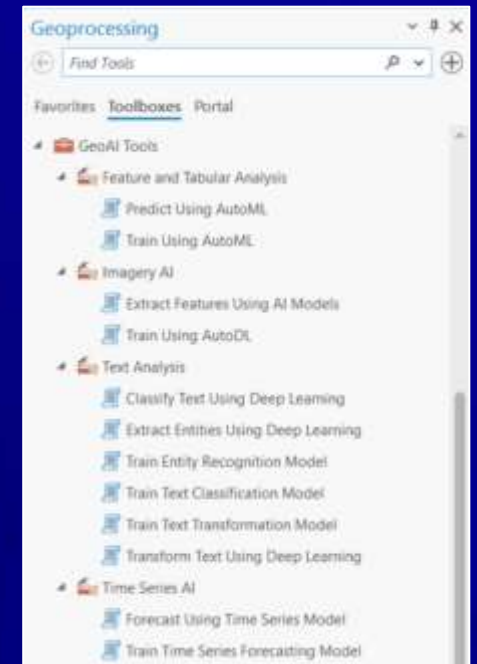 Geoprocessing
Find Tools
Favorites Toolboxes Portal
GeoAI Tools
Feature and Tabular Analysis
Predict Using AutoML
Train Using AutoML
Imagery AI
Extract Features Using AI Models
Train Using AutoDL
Text Analysis
Classify Text Using Deep Learning
Extract Entities Using Deep Learning
Train Entity Recognition Model
Train Text Classification Model
Train Text Transformation Model
Transform Text Using Deep Learning
Time Series AI
Forecast Using Time Series Model
Train Time Series Forecasting Model